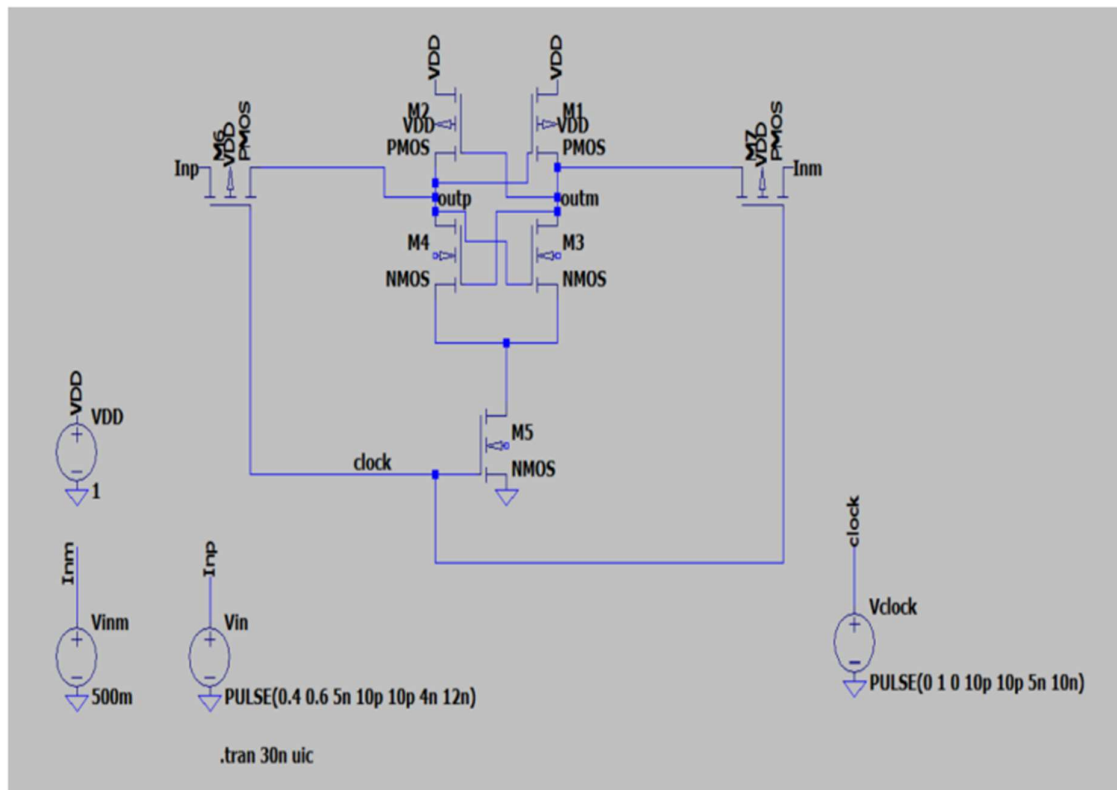 VDD
VDD
M2
VDD
PMOS
M1
VDD
PMOS
M6
VDD
PMOS
Inp
M7
VDD
PMOS
Inm
outp
outm
M4
NMOS
M3
NMOS
M5
NMOS
clock
VDD
VDD
1
Inm
Vinm
500m
Inp
Vin
PULSE(0.4 0.6 5n 10p 10p 4n 12n)
clock
Vclock
PULSE(0 1 0 10p 10p 5n 10n)
.tran 30n uic